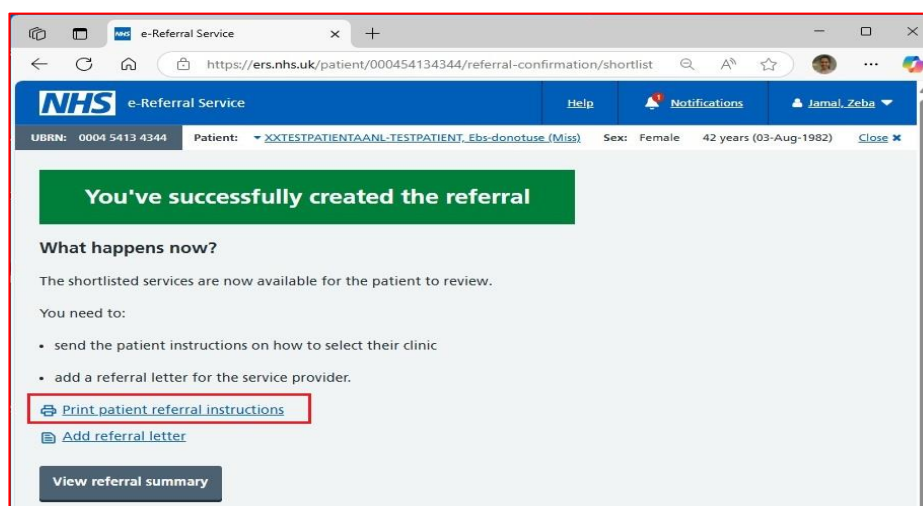 NHS e-Referral Service
https://ers.nhs.uk/patient/000454134344/referral-confirmation/shortlist
NHS e-Referral Service Help 1 Notifications Jamal, Zeba
UBRN: 0004 5413 4344 Patient: XXTESTPATIENTAANL-TESTPATIENT, Ebs-donotuse (Miss) Sex: Female 42 years (03-Aug-1982) Close
You've successfully created the referral
What happens now?
The shortlisted services are now available for the patient to review.
You need to:
• send the patient instructions on how to select their clinic
• add a referral letter for the service provider.
Print patient referral instructions
Add referral letter
View referral summary